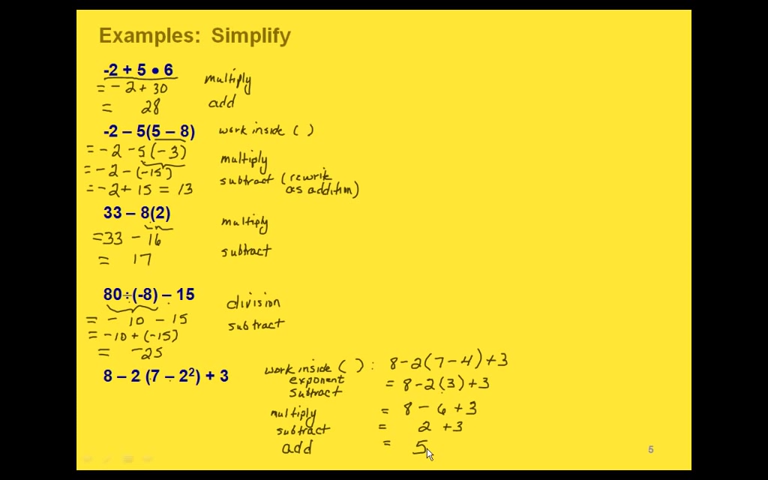 Examples: Simplify
-2 + 5 • 6
= -2 + 30 multiply
= 28 add
-2 – 5(5 – 8) work inside ( )
= -2 -5(-3) multiply
= -2 - (-15) subtract (rewrite as addition)
= -2 + 15 = 13
33 – 8(2) multiply
= 33 - 16
= 17 subtract
80÷(-8) – 15 division
= -10 - 15 subtract
= -10 + (-15)
= -25
8 – 2 (7 – 2²) + 3
work inside ( ) : 8-2(7-4)+3
exponent = 8-2(3)+3
subtract
multiply = 8 - 6 + 3
subtract = 2 + 3
add = 5
5